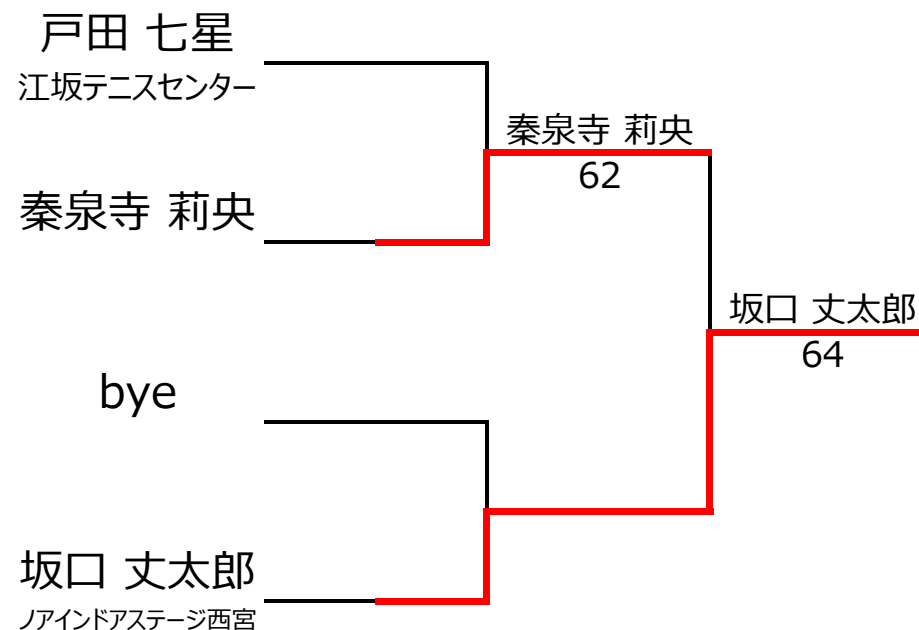 戸田 七星
江坂テニスセンター
秦泉寺 莉央
62
秦泉寺 莉央
坂口 丈太郎
64
bye
坂口 丈太郎
ノアインドアステージ西宮